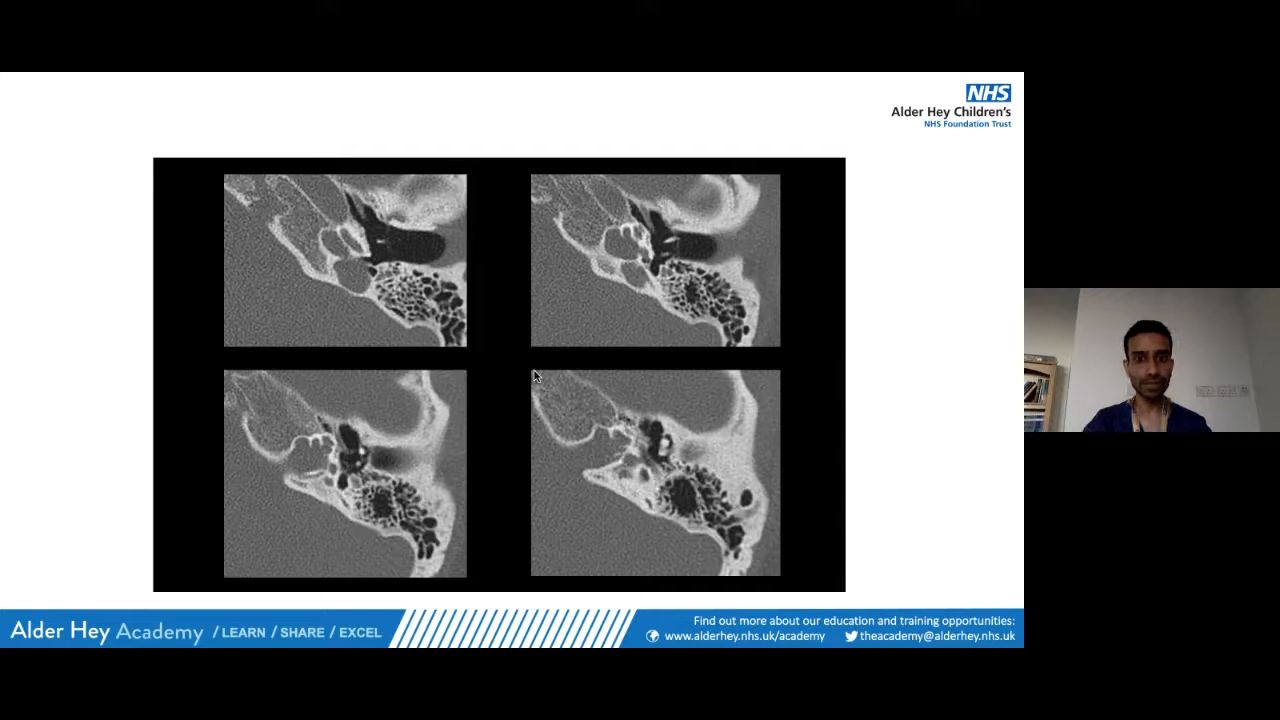 NHS
Alder Hey Children's
NHS Foundation Trust
Alder Hey Academy / LEARN / SHARE / EXCEL
Find out more about our education and training opportunities:
www.alderhey.nhs.uk/academy theacademy@alderhey.nhs.uk